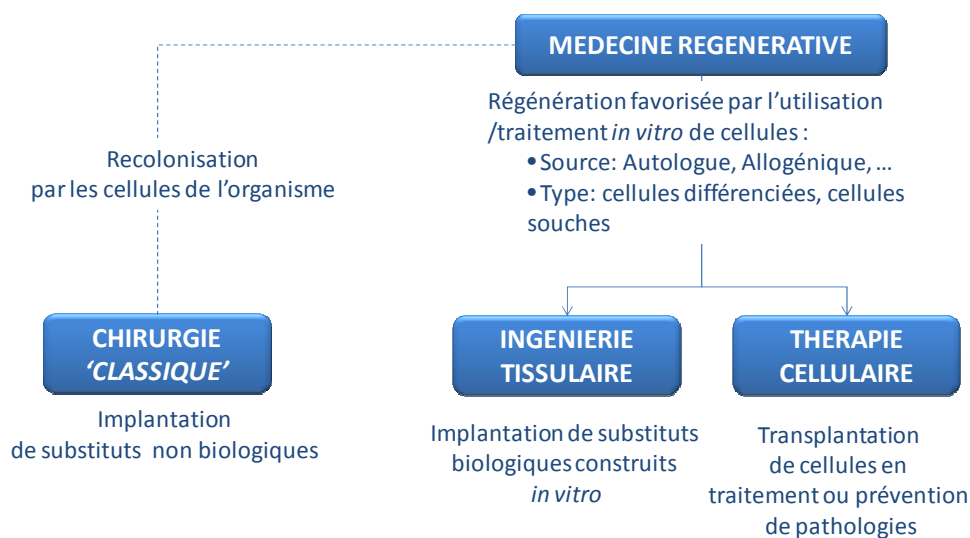 MEDECINE REGENERATIVE
Régénération favorisée par l’utilisation
/traitement in vitro de cellules :
• Source: Autologue, Allogénique, ...
• Type: cellules différenciées, cellules
souches
Recolonisation
par les cellules de l’organisme
CHIRURGIE
‘CLASSIQUE’
Implantation
de substituts non biologiques
INGENIERIE
TISSULAIRE
Implantation de substituts
biologiques construits
in vitro
THERAPIE
CELLULAIRE
Transplantation
de cellules en
traitement ou prévention
de pathologies